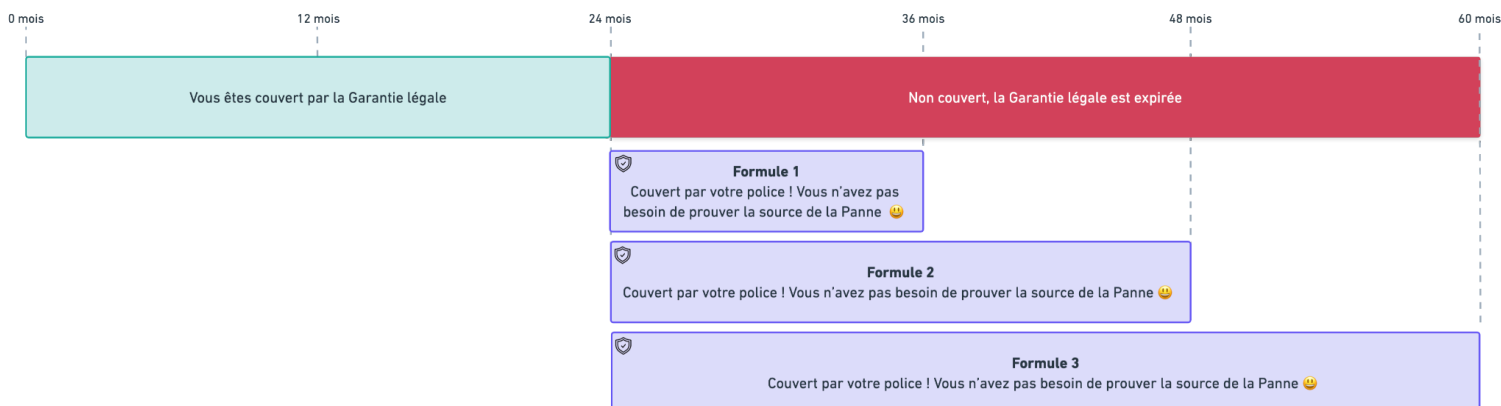 0 mois
12 mois
24 mois
36 mois
48 mois
60 mois
Vous êtes couvert par la Garantie légale
Non couvert, la Garantie légale est expirée
Formule 1
Couvert par votre police ! Vous n'avez pas
besoin de prouver la source de la Panne 😃
Formule 2
Couvert par votre police ! Vous n'avez pas besoin de prouver la source de la Panne 😃
Formule 3
Couvert par votre police ! Vous n'avez pas besoin de prouver la source de la Panne 😃